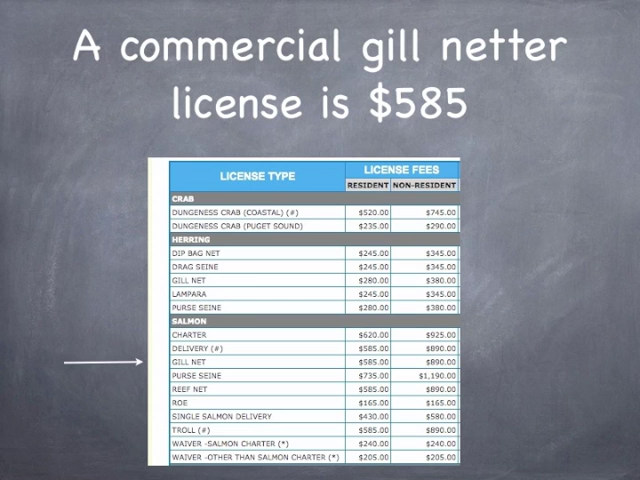 A commercial gill netter
license is $585
LICENSE TYPE LICENSE FEES
RESIDENT NON-RESIDENT
CRAB
DUNGENESS CRAB (COASTAL) (#) $520.00 $745.00
DUNGENESS CRAB (PUGET SOUND) $235.00 $290.00
HERRING
DIP BAG NET $245.00 $345.00
DRAG SEINE $245.00 $345.00
GILL NET $280.00 $380.00
LAMPARA $245.00 $345.00
PURSE SEINE $280.00 $380.00
SALMON
CHARTER $620.00 $925.00
DELIVERY (#) $585.00 $890.00
GILL NET $585.00 $890.00
PURSE SEINE $735.00 $1,190.00
REEF NET $585.00 $890.00
ROE $165.00 $165.00
SINGLE SALMON DELIVERY $430.00 $580.00
TROLL (#) $585.00 $890.00
WAIVER -SALMON CHARTER (*) $240.00 $240.00
WAIVER -OTHER THAN SALMON CHARTER (*) $205.00 $205.00